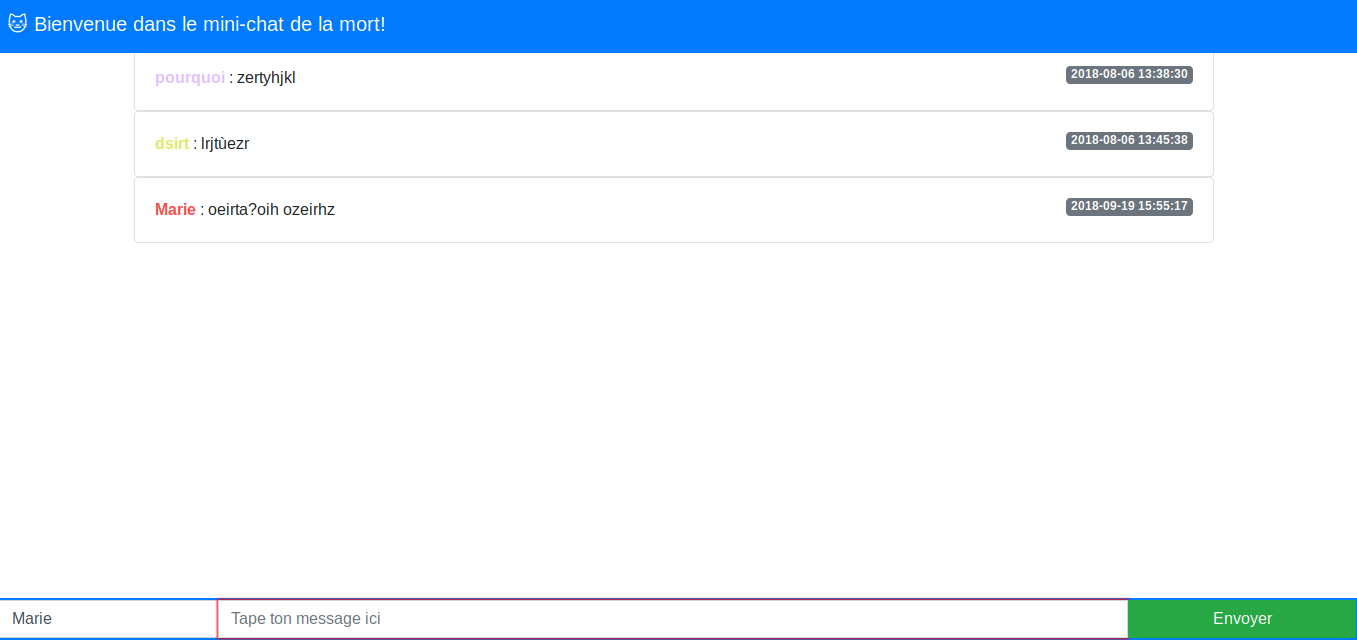 Bienvenue dans le mini-chat de la mort!
pourquoi : zertyhjkl 2018-08-06 13:38:30
dsirt : lrjtùezr 2018-08-06 13:45:38
Marie : oeirta?oih ozeirhz 2018-09-19 15:55:17
Marie Tape ton message ici Envoyer